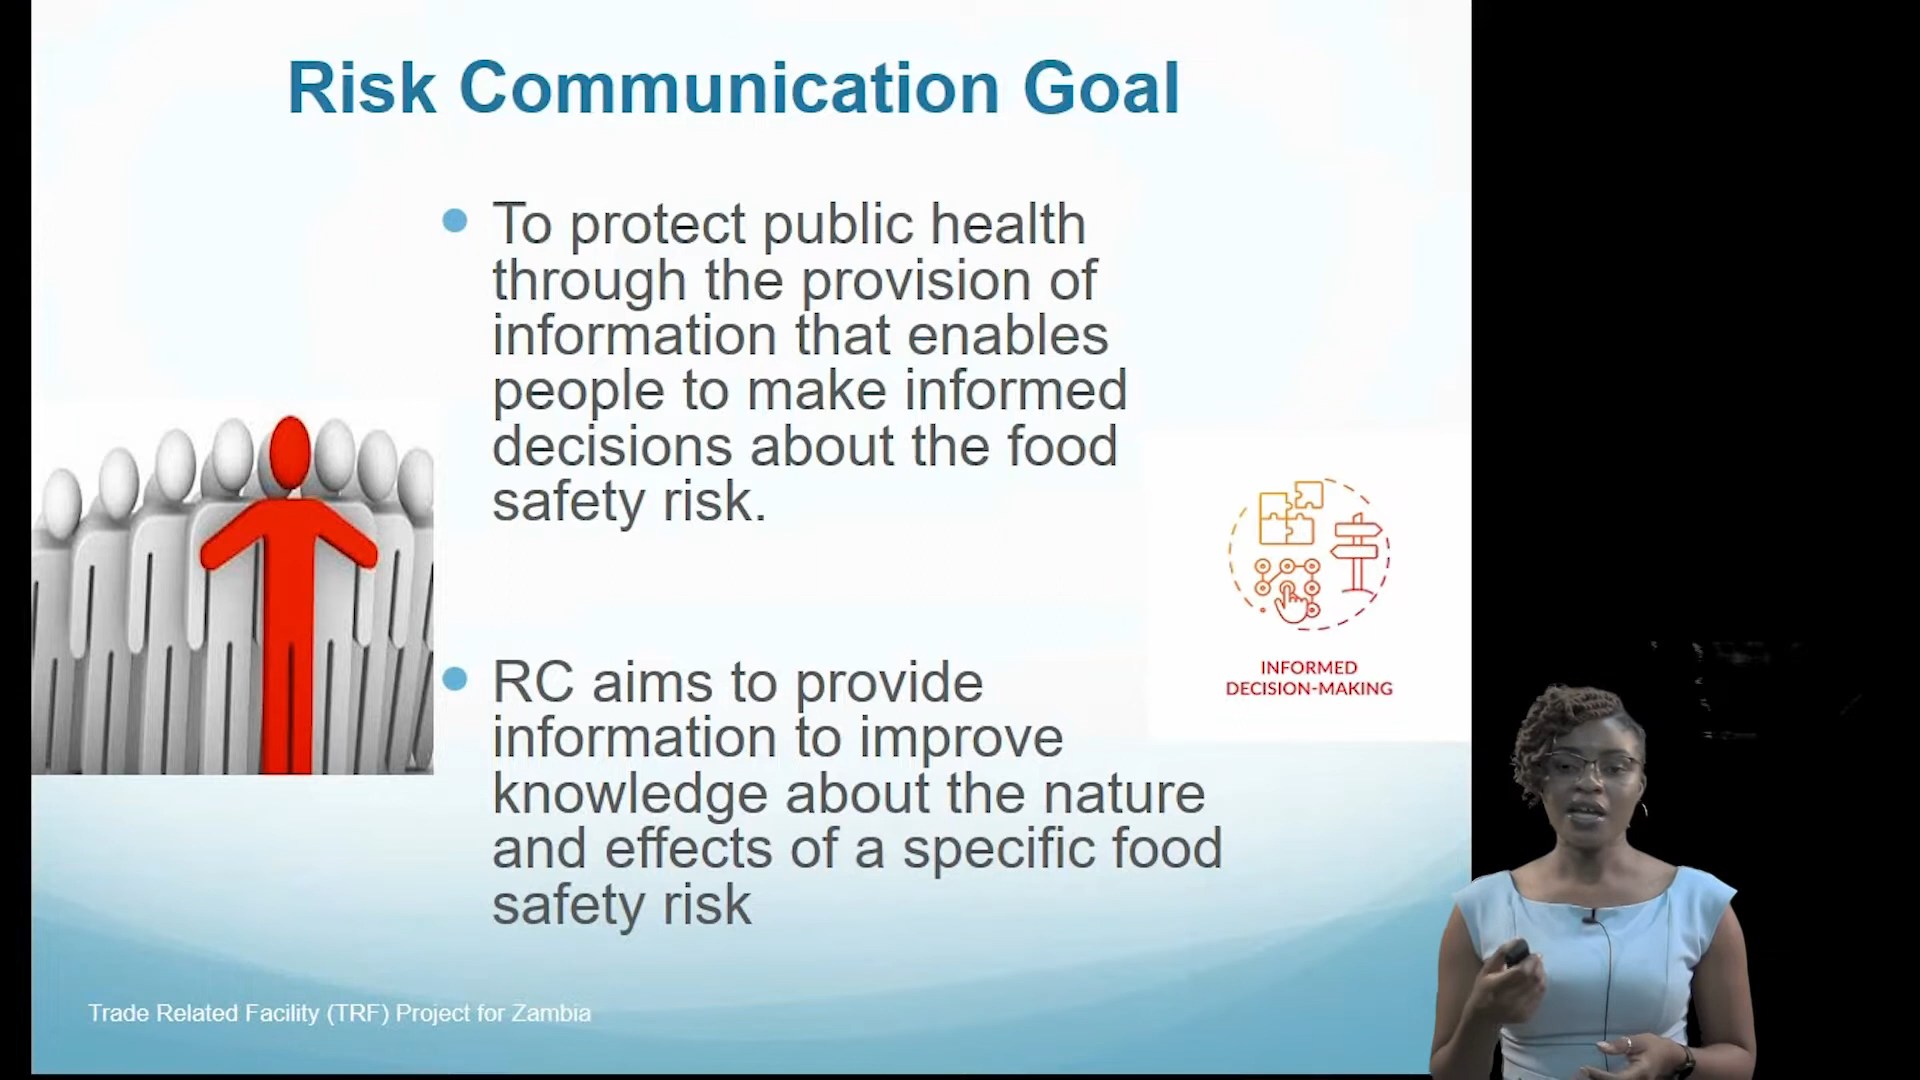 Risk Communication Goal
To protect public health
through the provision of
information that enables
people to make informed
decisions about the food
safety risk.
INFORMED
DECISION-MAKING
RC aims to provide
information to improve
knowledge about the nature
and effects of a specific food
safety risk
Trade Related Facility (TRF) Project for Zambia